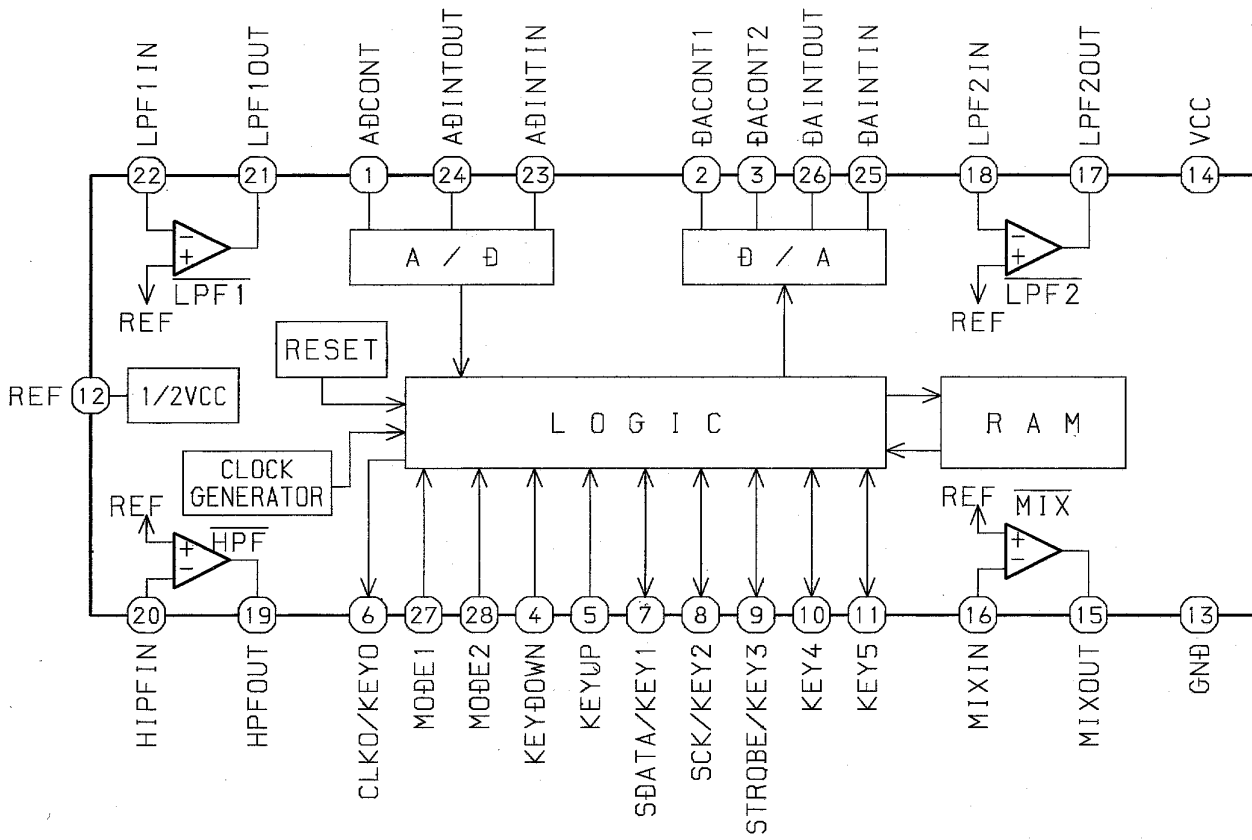 LPF1IN
LPF1OUT
ADCONT
ADINTOUT
ADINTIN
DACONT1
DACONT2
DAINTOUT
DAINTIN
LPF2IN
LPF2OUT
VCC
22
21
1
24
23
2
3
26
25
18
17
14
−
+
LPF1
REF
A / D
D / A
−
+
LPF2
REF
RESET
REF
12
1/2VCC
LOGIC
RAM
CLOCK
GENERATOR
REF
+
−
HPF
REF
+
−
MIX
20
19
6
27
28
4
5
7
8
9
10
11
16
15
13
HIPFIN
HPFOUT
CLKO/KEY0
MODE1
MODE2
KEYDOWN
KEYUP
SDATA/KEY1
SCK/KEY2
STROBE/KEY3
KEY4
KEY5
MIXIN
MIXOUT
GND